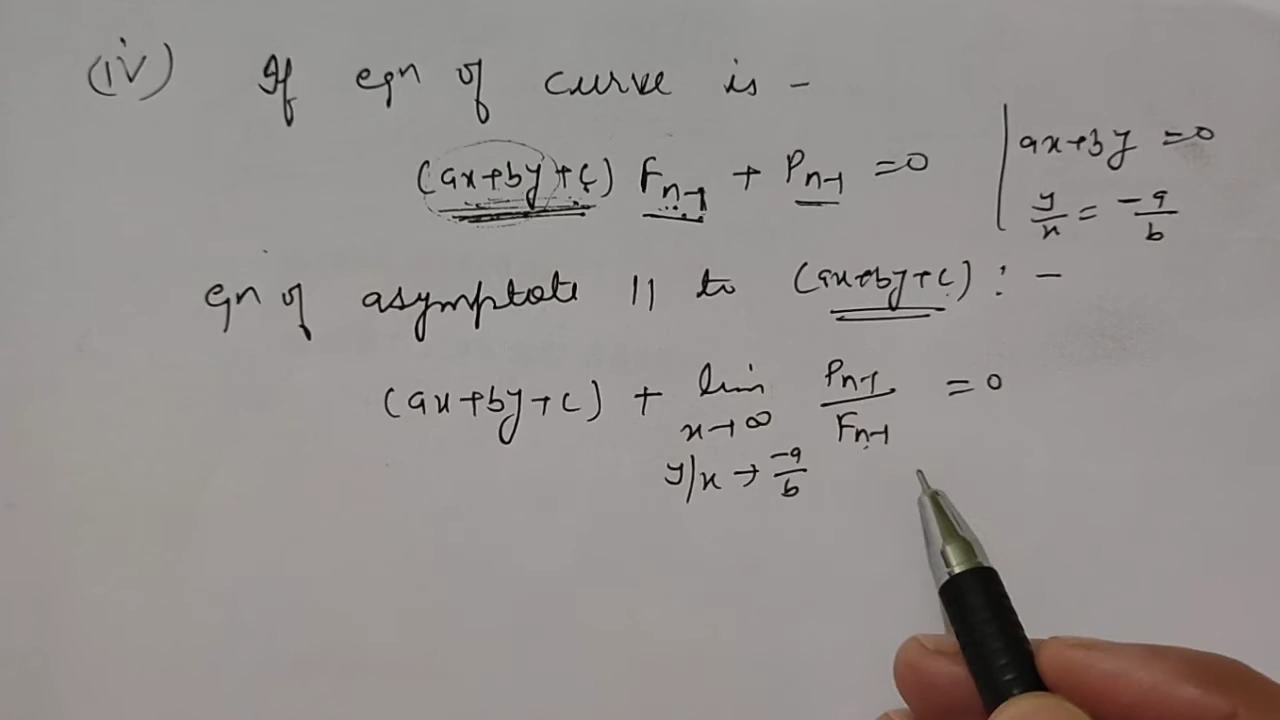 (iv) If eqn of curve is -
(ax+by+c) Fn-1 + Pn-1 =0
ax+by =0
y/x = -a/b
eqn of asymptote || to (ax+by+c) : -
(ax+by+c) + lim Pn-1/Fn-1 =0
x→∞
y/x → -a/b